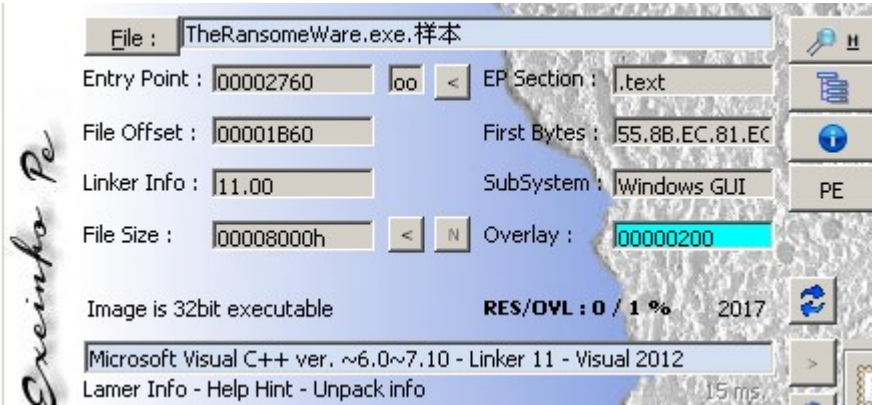 File : TheRansomeWare.exe.样本
H
Entry Point : 00002760 oo < EP Section : .text
File Offset : 00001B60 First Bytes : 55.8B.EC.81.EC
Linker Info : 11.00 SubSystem : Windows GUI
PE
File Size : 00008000h < N Overlay : 00000200
Image is 32bit executable RES/OVL : 0 / 1 % 2017
Microsoft Visual C++ ver. ~6.0~7.10 - Linker 11 - Visual 2012
>
Lamer Info - Help Hint - Unpack info 15 ms.
Exeinfo Pe